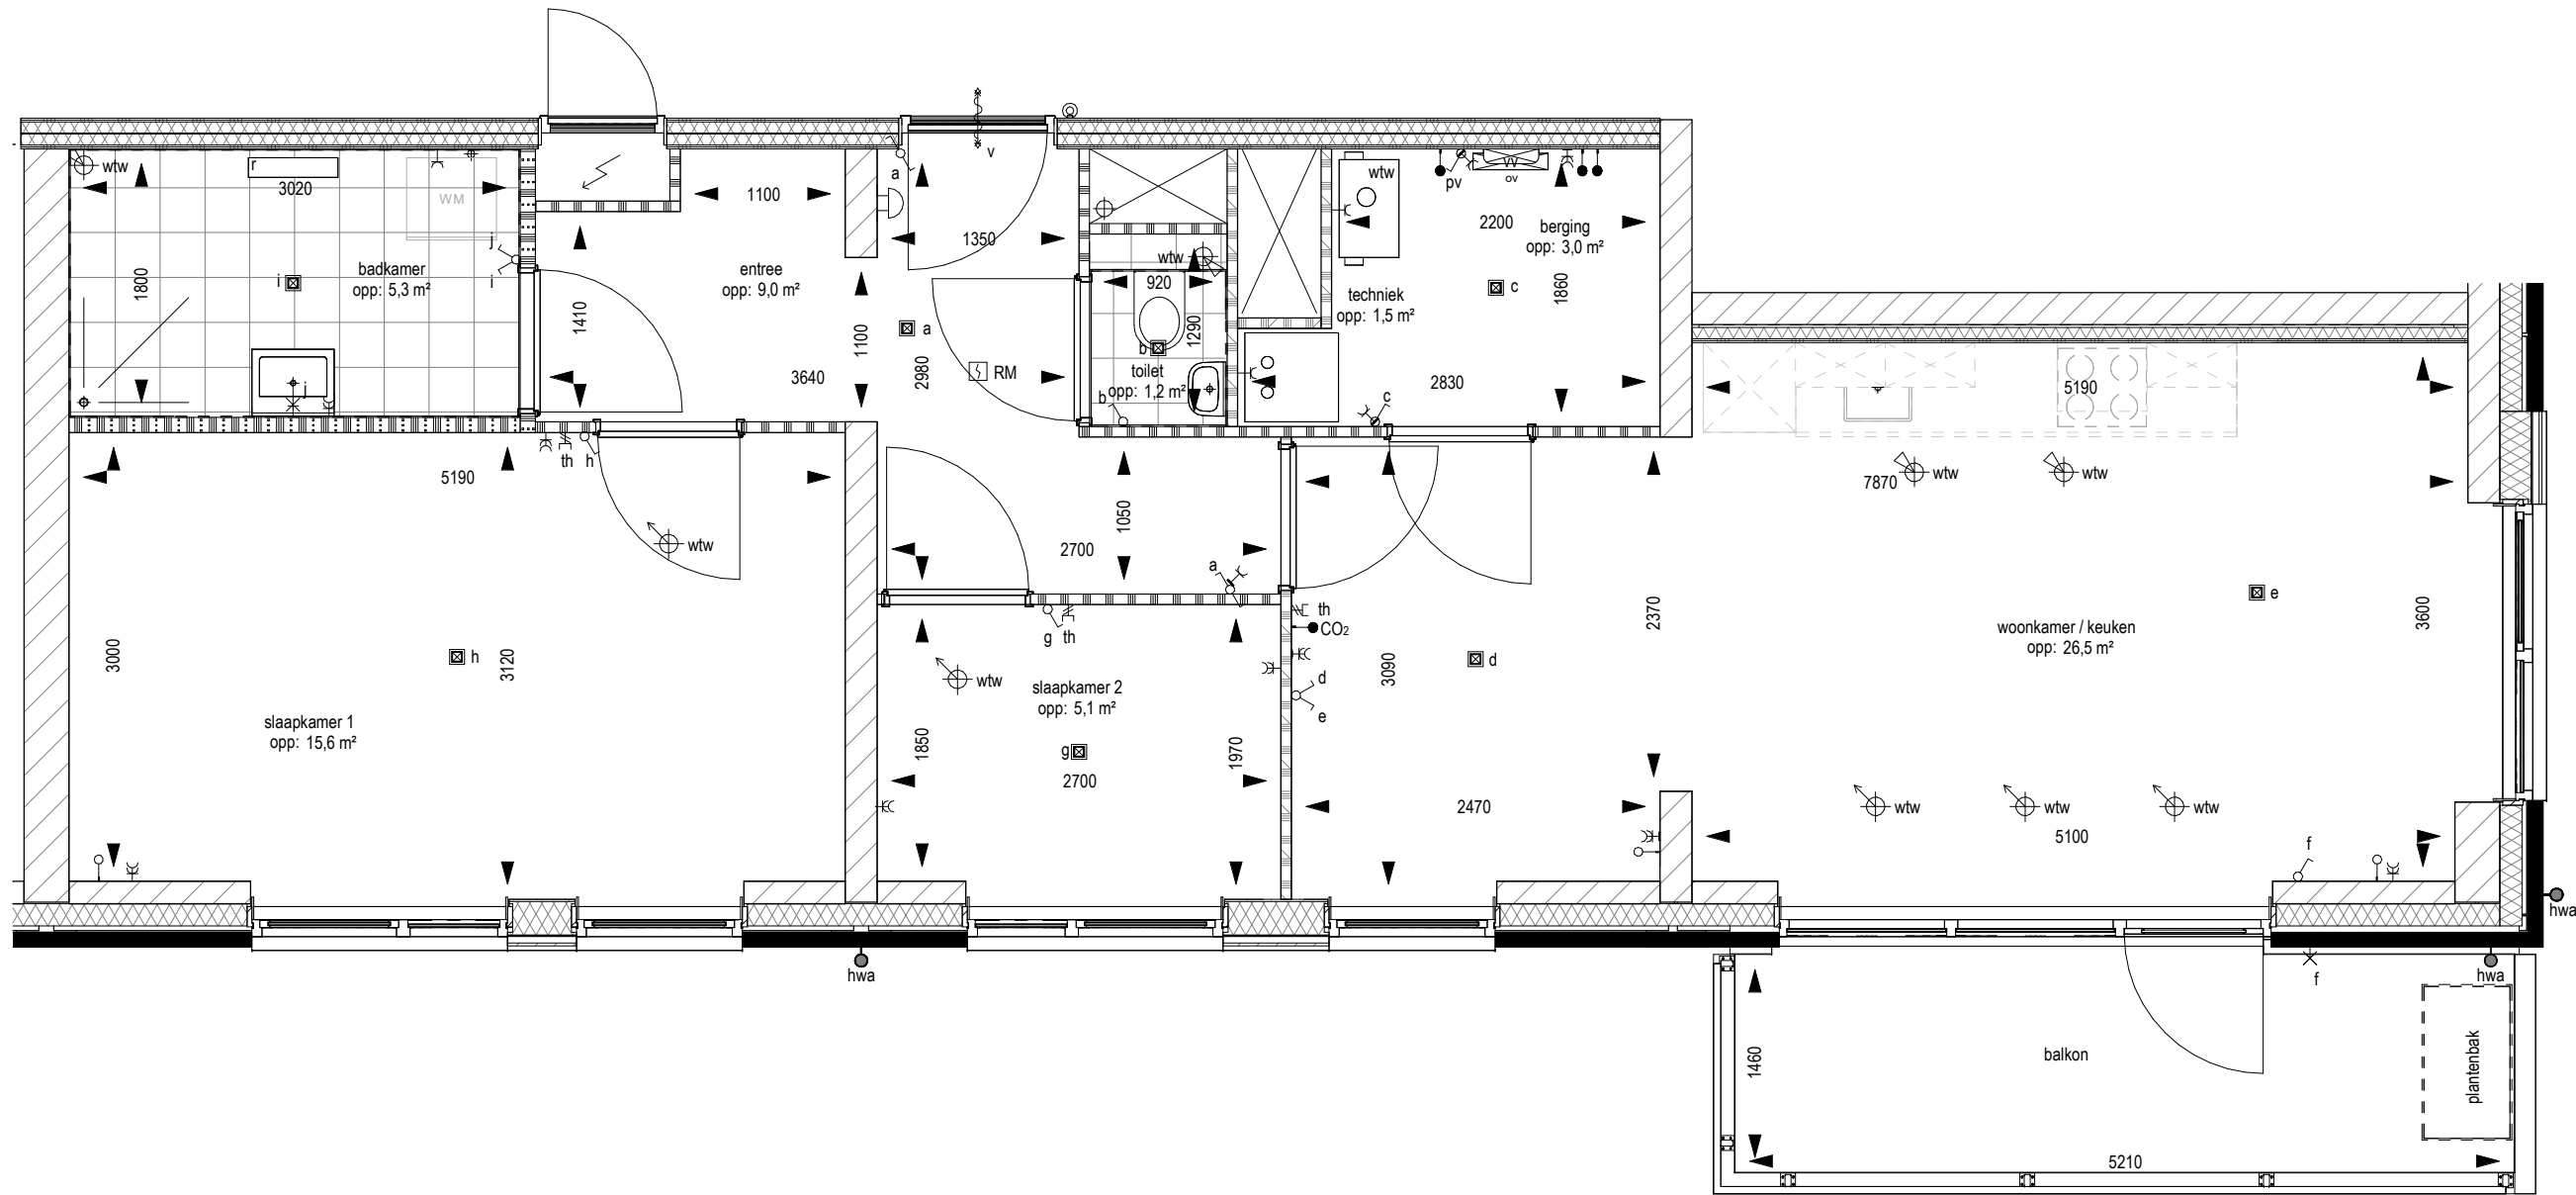 v
a
wtw
r
3020
WM
1100
wtw
pv
VV
ov
1350
2200
berging
opp: 3,0 m²
j
i
1800
i
badkamer
opp: 5,3 m²
entree
opp: 9,0 m²
1410
1100
a
2980
wtw
920
1290
b
techniek
opp: 1,5 m²
c
1860
RM
toilet
opp: 1,2 m²
b
3640
j
2830
c
5190
th
h
5190
7870
wtw
wtw
wtw
2700
1050
a
g
th
th
CO2
e
2370
3600
woonkamer / keuken
opp: 26,5 m²
3000
h
3120
wtw
slaapkamer 2
opp: 5,1 m²
d
e
d
3090
slaapkamer 1
opp: 15,6 m²
1850
g
2700
1970
2470
wtw
wtw
wtw
5100
f
hwa
hwa
hwa
f
1460
balkon
plantenbak
5210